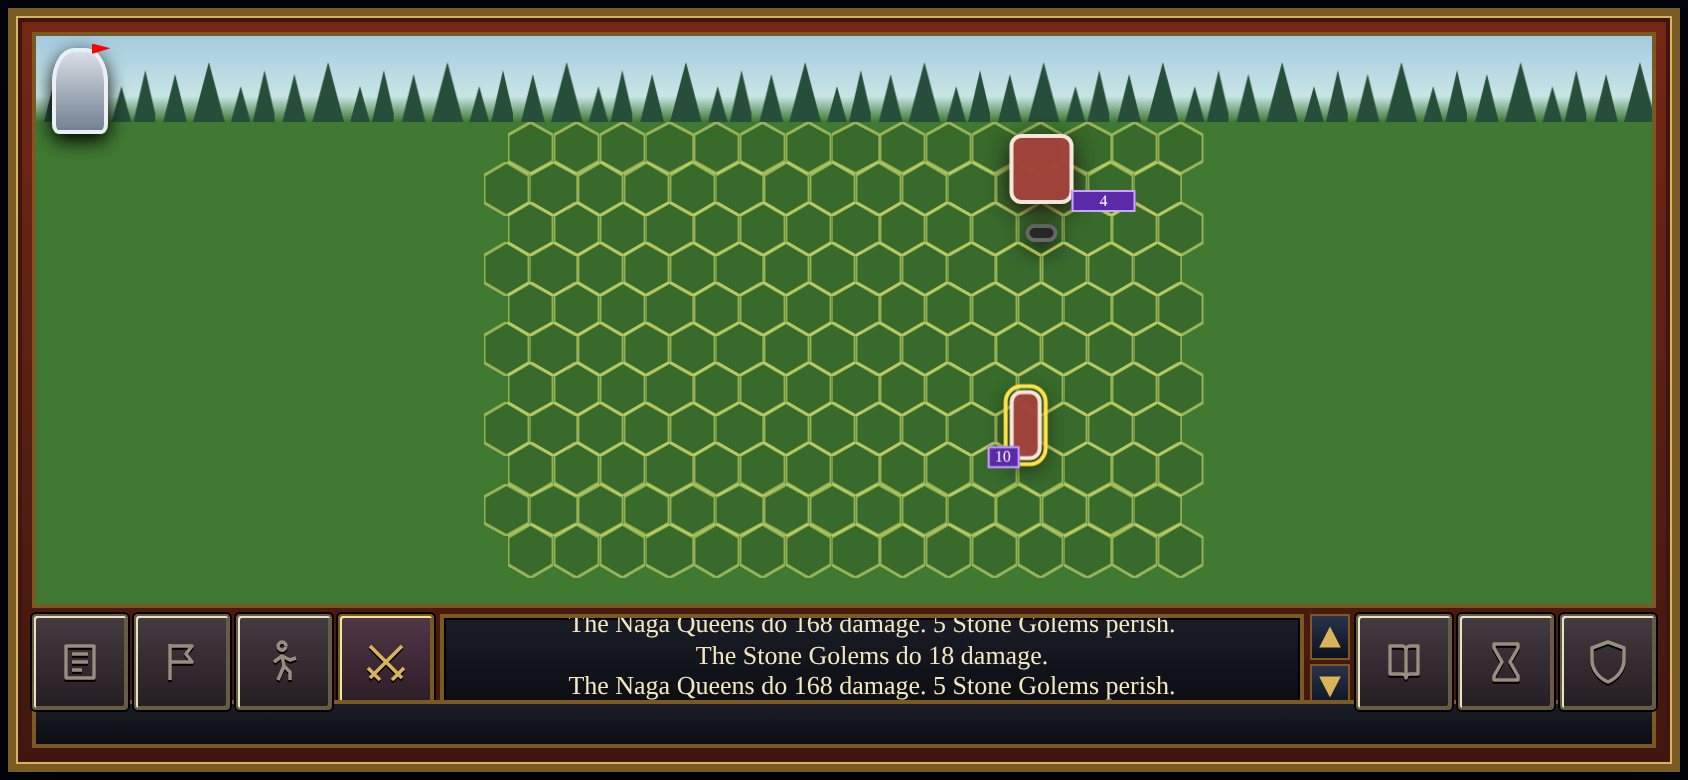 4
10
The Naga Queens do 168 damage. 5 Stone Golems perish.
The Stone Golems do 18 damage.
The Naga Queens do 168 damage. 5 Stone Golems perish.